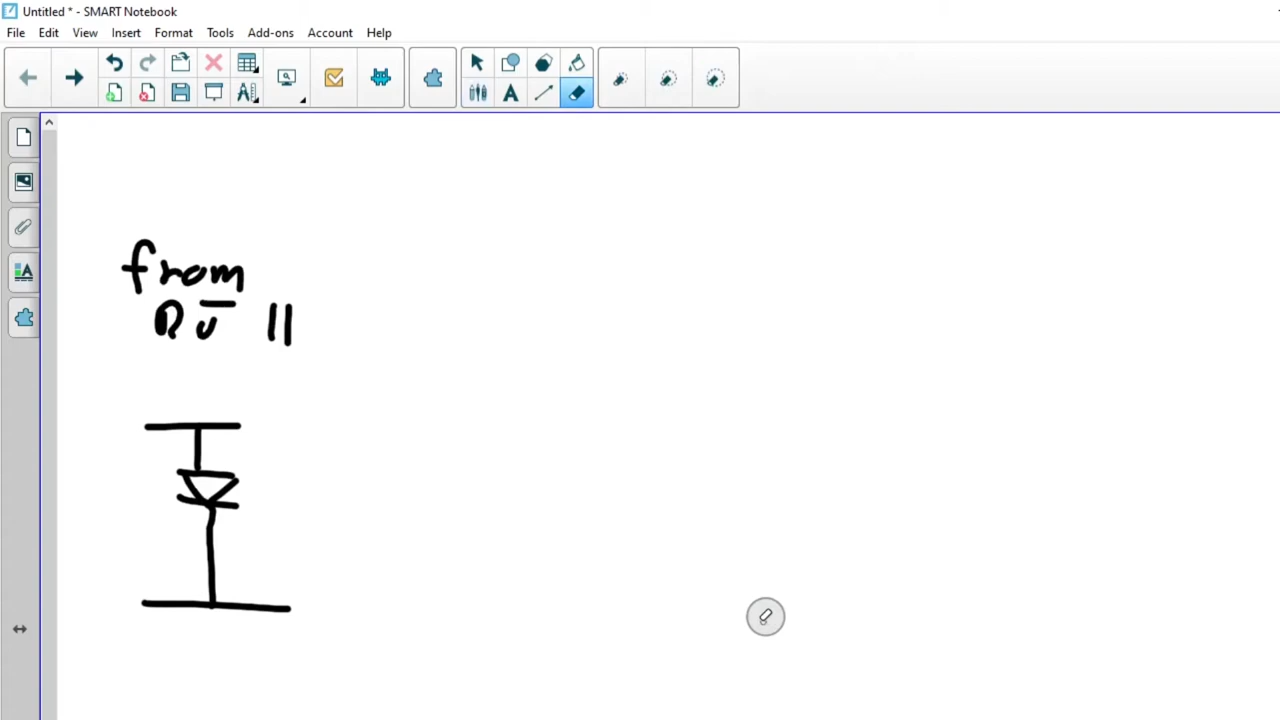 Untitled * - SMART Notebook
File Edit View Insert Format Tools Add-ons Account Help
from